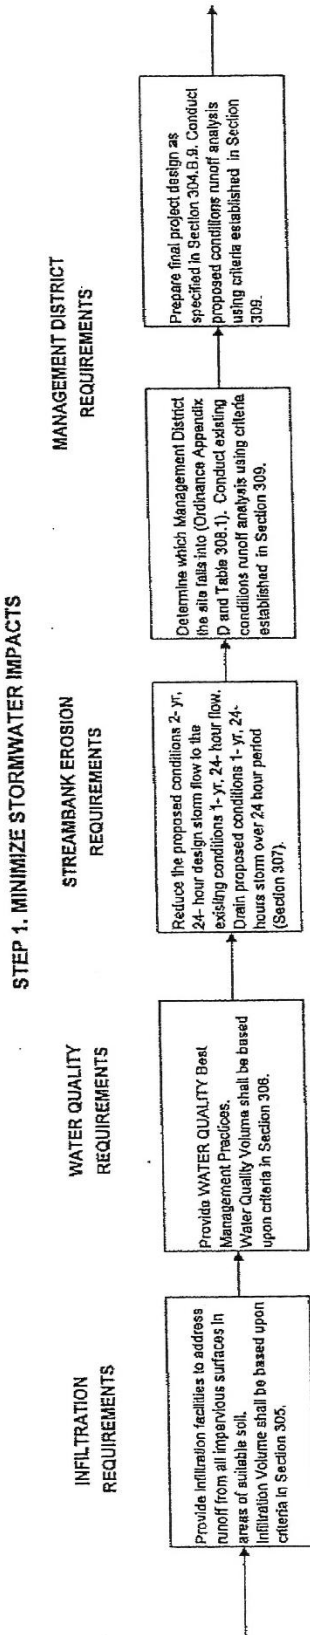 STEP 1. MINIMIZE STORMWATER IMPACTS
INFILTRATION
REQUIREMENTS
Provide infiltration facilities to address
runoff from all impervious surfaces in
areas of suitable soil.
Infiltration Volume shall be based upon
criteria in Section 305.
WATER QUALITY
REQUIREMENTS
Provide WATER QUALITY Best
Management Practices.
Water Quality Volume shall be based
upon criteria in Section 306.
STREAMBANK EROSION
REQUIREMENTS
Reduce the proposed conditions 2- yr,
24- hour design storm flow to the
existing conditions 1- yr, 24- hour flow.
Drain proposed conditions 1- yr, 24-
hours storm over 24 hour period
(Section 307).
MANAGEMENT DISTRICT
REQUIREMENTS
Determine which Management District
the site falls into (Ordinance Appendix
D and Table 308.1). Conduct existing
conditions runoff analysis using criteria
established in Section 309.
Prepare final project design as
specified in Section 304.B.9. Conduct
proposed conditions runoff analysis
using criteria established in Section
309.